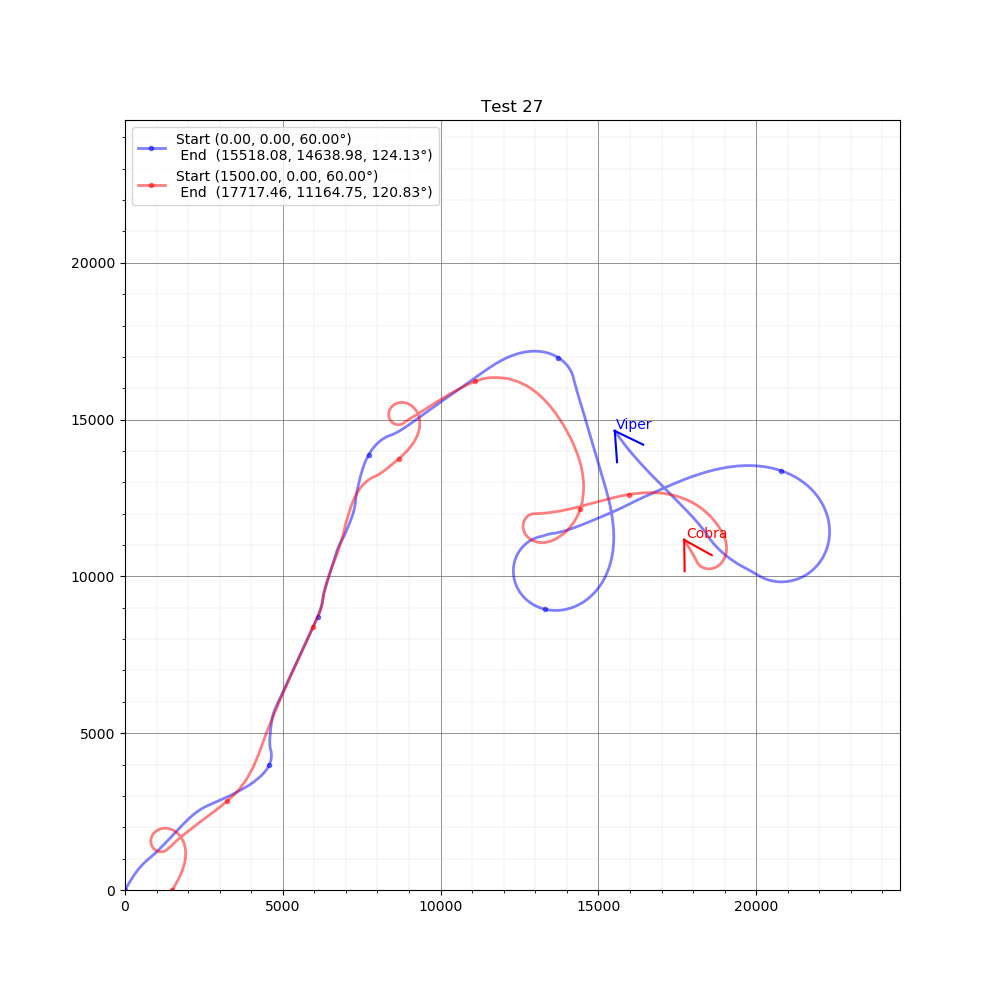 Test 27
Start (0.00, 0.00, 60.00°)
End (15518.08, 14638.98, 124.13°)
Start (1500.00, 0.00, 60.00°)
End (17717.46, 11164.75, 120.83°)
20000
15000
10000
5000
0
Viper
Cobra
0 5000 10000 15000 20000